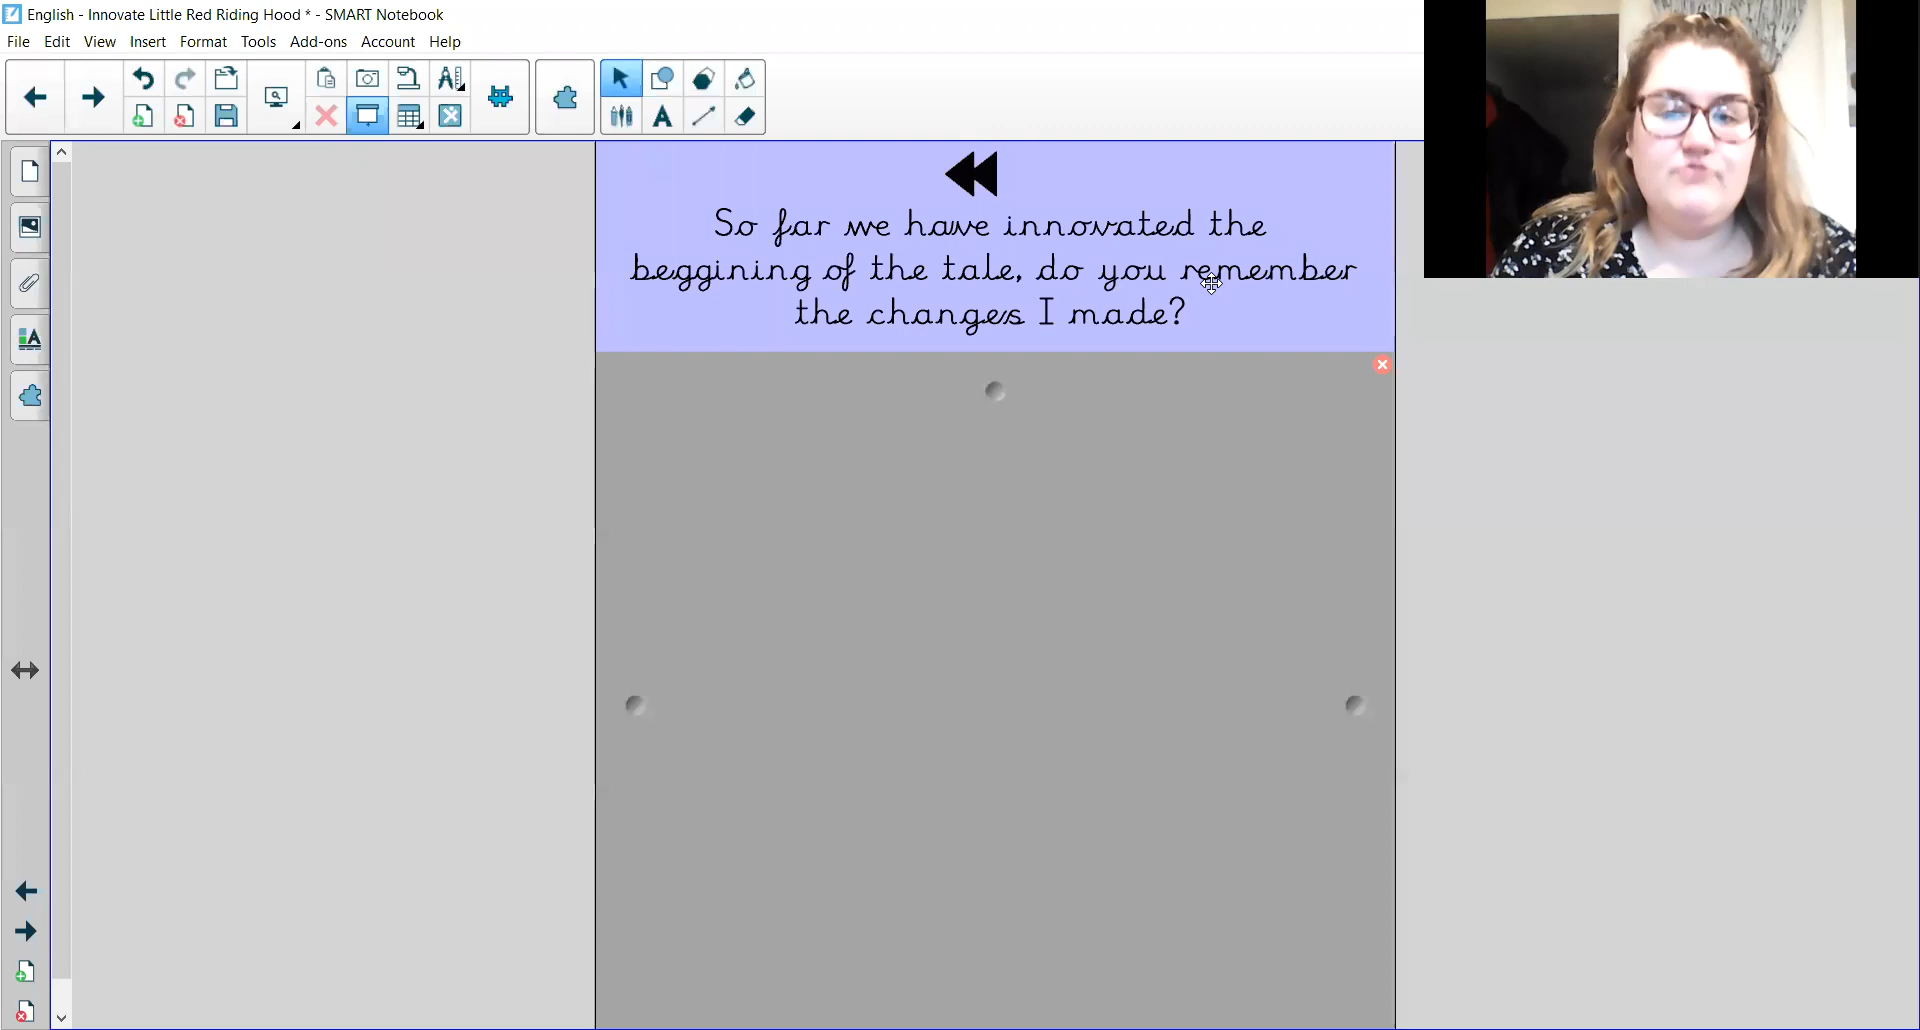 English - Innovate Little Red Riding Hood * - SMART Notebook
File Edit View Insert Format Tools Add-ons Account Help
So far we have innovated the
beggining of the tale, do you remember
the changes I made?